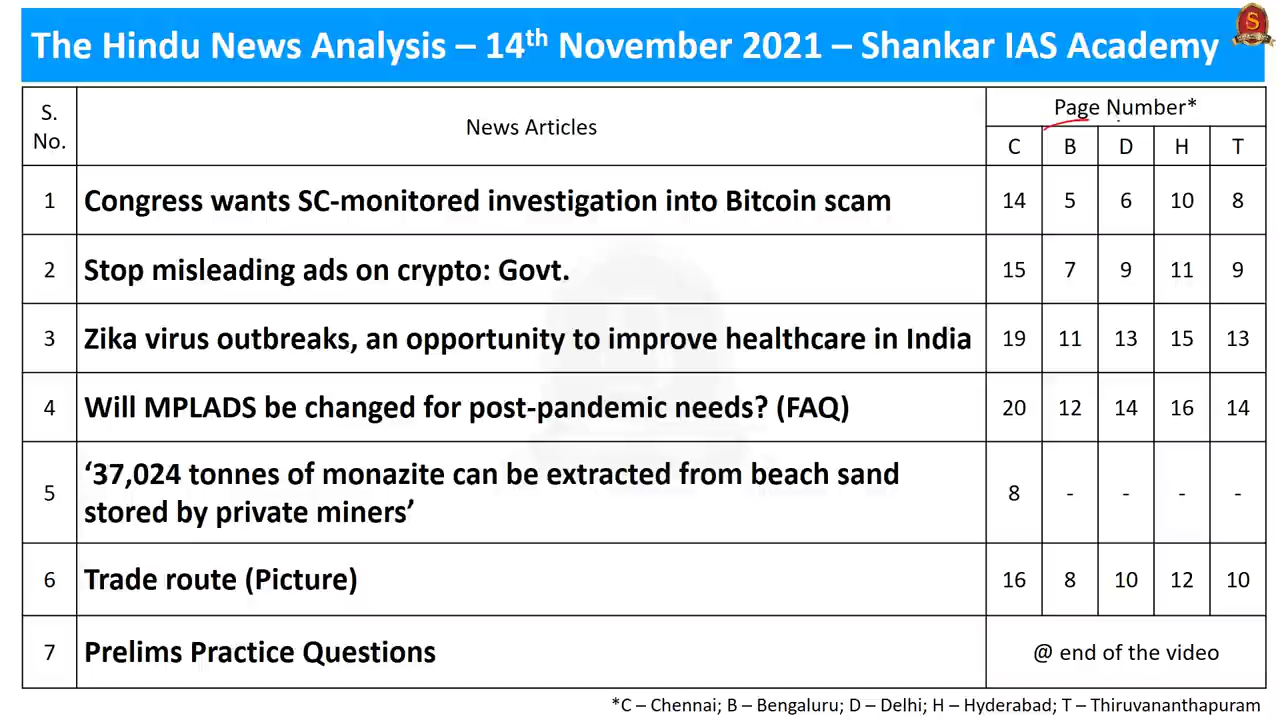 The Hindu News Analysis – 14th November 2021 – Shankar IAS Academy
S. No. News Articles Page Number*
C B D H T
1 Congress wants SC-monitored investigation into Bitcoin scam 14 5 6 10 8
2 Stop misleading ads on crypto: Govt. 15 7 9 11 9
3 Zika virus outbreaks, an opportunity to improve healthcare in India 19 11 13 15 13
4 Will MPLADS be changed for post-pandemic needs? (FAQ) 20 12 14 16 14
5 ‘37,024 tonnes of monazite can be extracted from beach sand
stored by private miners’ 8 - - - -
6 Trade route (Picture) 16 8 10 12 10
7 Prelims Practice Questions @ end of the video
*C – Chennai; B – Bengaluru; D – Delhi; H – Hyderabad; T – Thiruvananthapuram